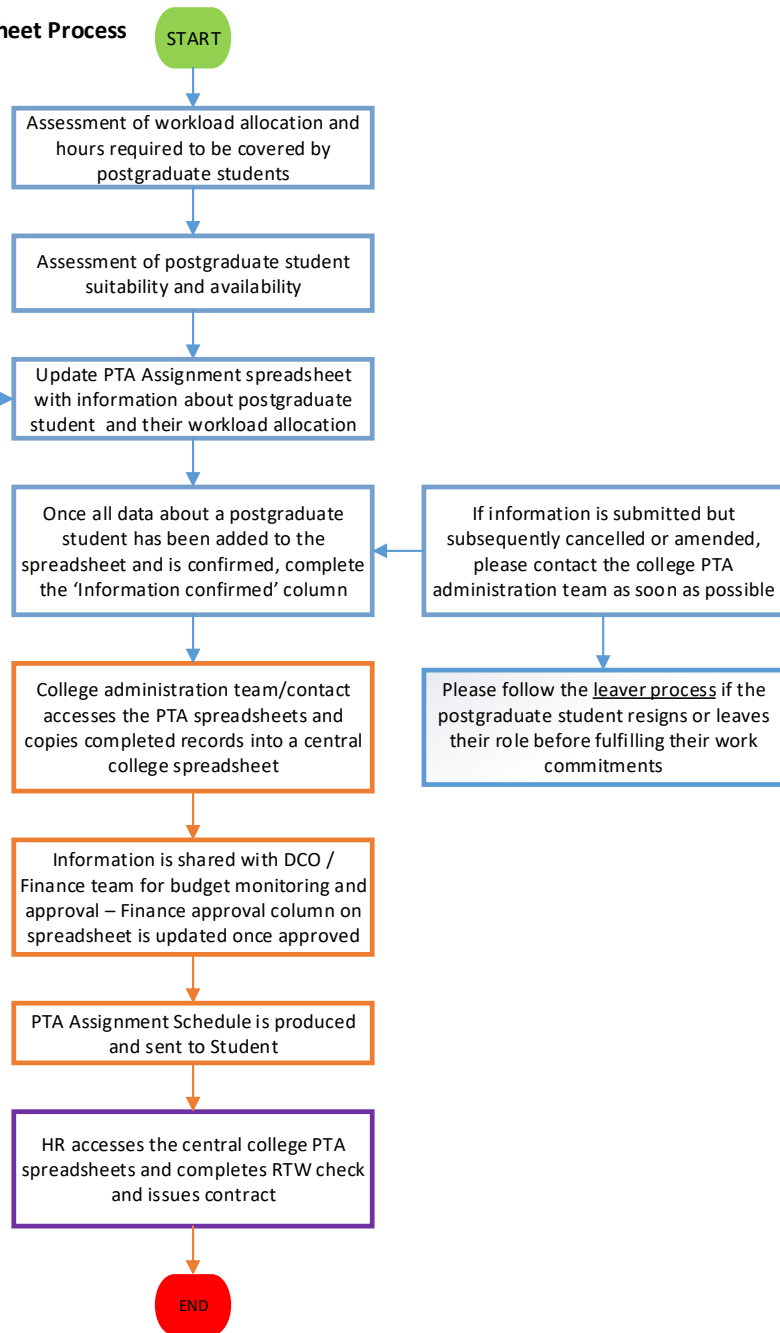 START
Process
Assessment of workload allocation and
hours required to be covered by
postgraduate students
Assessment of postgraduate student
suitability and availability
Update PTA Assignment spreadsheet
with information about postgraduate
student and their workload allocation
Once all data about a postgraduate
student has been added to the
spreadsheet and is confirmed, complete
the ‘Information confirmed’ column
If information is submitted but
subsequently cancelled or amended,
please contact the college PTA
administration team as soon as possible
College administration team/contact
accesses the PTA spreadsheets and
copies completed records into a central
college spreadsheet
Please follow the leaver process if the
postgraduate student resigns or leaves
their role before fulfilling their work
commitments
Information is shared with DCO /
Finance team for budget monitoring and
approval – Finance approval column on
spreadsheet is updated once approved
PTA Assignment Schedule is produced
and sent to Student
HR accesses the central college PTA
spreadsheets and completes RTW check
and issues contract
END